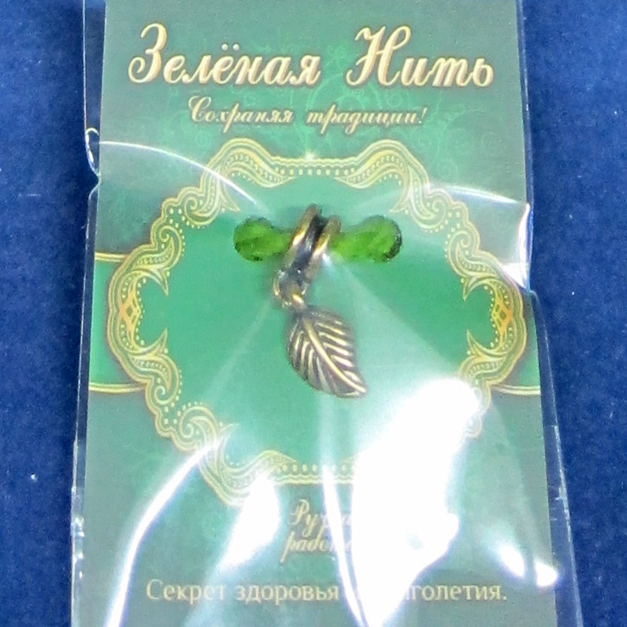 Зелёная Нить
Сохраняя традиции!
Секрет здоровья